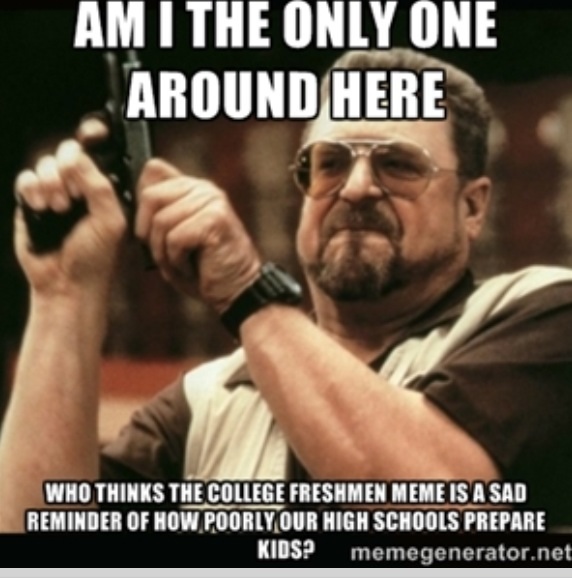 AM I THE ONLY ONE
AROUND HERE
WHO THINKS THE COLLEGE FRESHMEN MEME IS A SAD
REMINDER OF HOW POORLY OUR HIGH SCHOOLS PREPARE
KIDS?
memegenerator.net